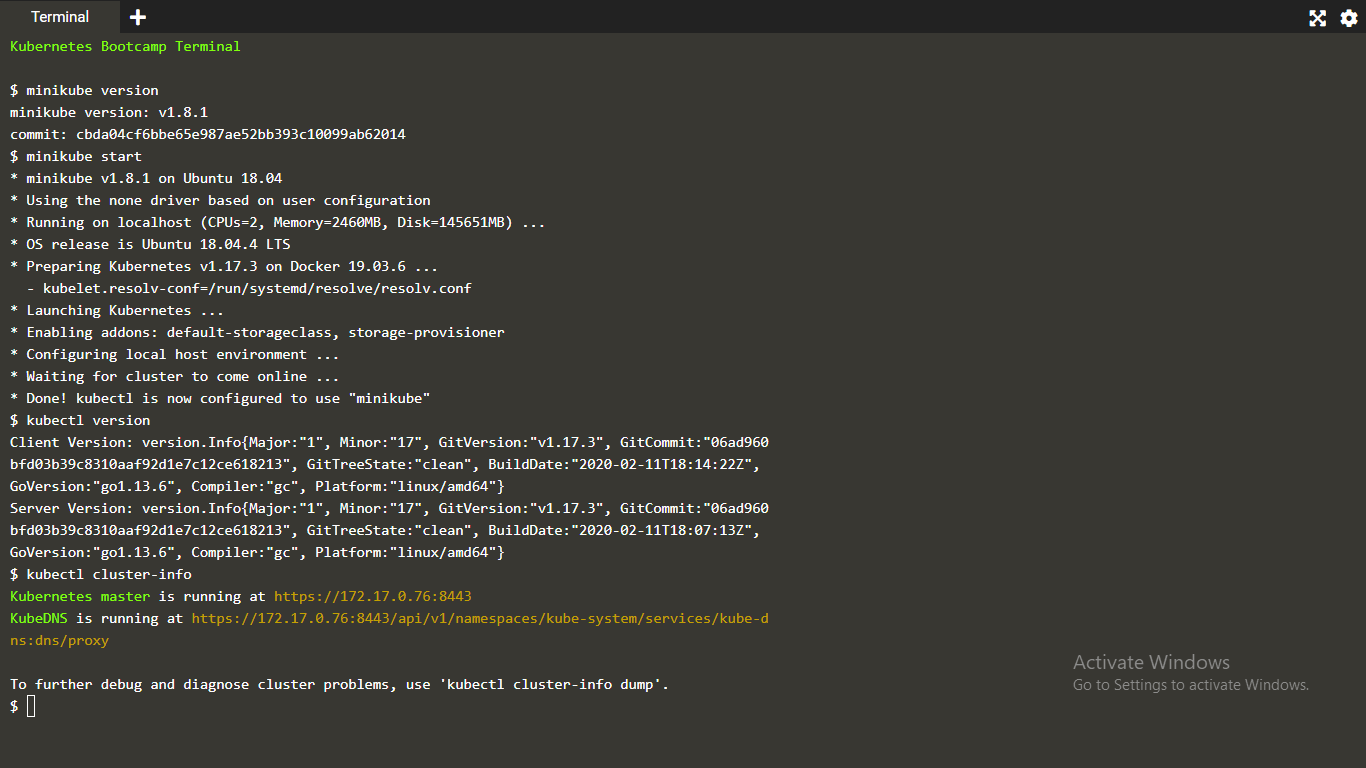 Terminal
Kubernetes Bootcamp Terminal
$ minikube version
minikube version: v1.8.1
commit: cbda04cf6bbe65e987ae52bb393c10099ab62014
$ minikube start
* minikube v1.8.1 on Ubuntu 18.04
* Using the none driver based on user configuration
* Running on localhost (CPUs=2, Memory=2460MB, Disk=145651MB) ...
* OS release is Ubuntu 18.04.4 LTS
* Preparing Kubernetes v1.17.3 on Docker 19.03.6 ...
  - kubelet.resolv-conf=/run/systemd/resolve/resolv.conf
* Launching Kubernetes ...
* Enabling addons: default-storageclass, storage-provisioner
* Configuring local host environment ...
* Waiting for cluster to come online ...
* Done! kubectl is now configured to use "minikube"
$ kubectl version
Client Version: version.Info{Major:"1", Minor:"17", GitVersion:"v1.17.3", GitCommit:"06ad960
bfd03b39c8310aaf92d1e7c12ce618213", GitTreeState:"clean", BuildDate:"2020-02-11T18:14:22Z",
GoVersion:"go1.13.6", Compiler:"gc", Platform:"linux/amd64"}
Server Version: version.Info{Major:"1", Minor:"17", GitVersion:"v1.17.3", GitCommit:"06ad960
bfd03b39c8310aaf92d1e7c12ce618213", GitTreeState:"clean", BuildDate:"2020-02-11T18:07:13Z",
GoVersion:"go1.13.6", Compiler:"gc", Platform:"linux/amd64"}
$ kubectl cluster-info
Kubernetes master is running at https://172.17.0.76:8443
KubeDNS is running at https://172.17.0.76:8443/api/v1/namespaces/kube-system/services/kube-d
ns:dns/proxy
To further debug and diagnose cluster problems, use 'kubectl cluster-info dump'.
$
Activate Windows
Go to Settings to activate Windows.